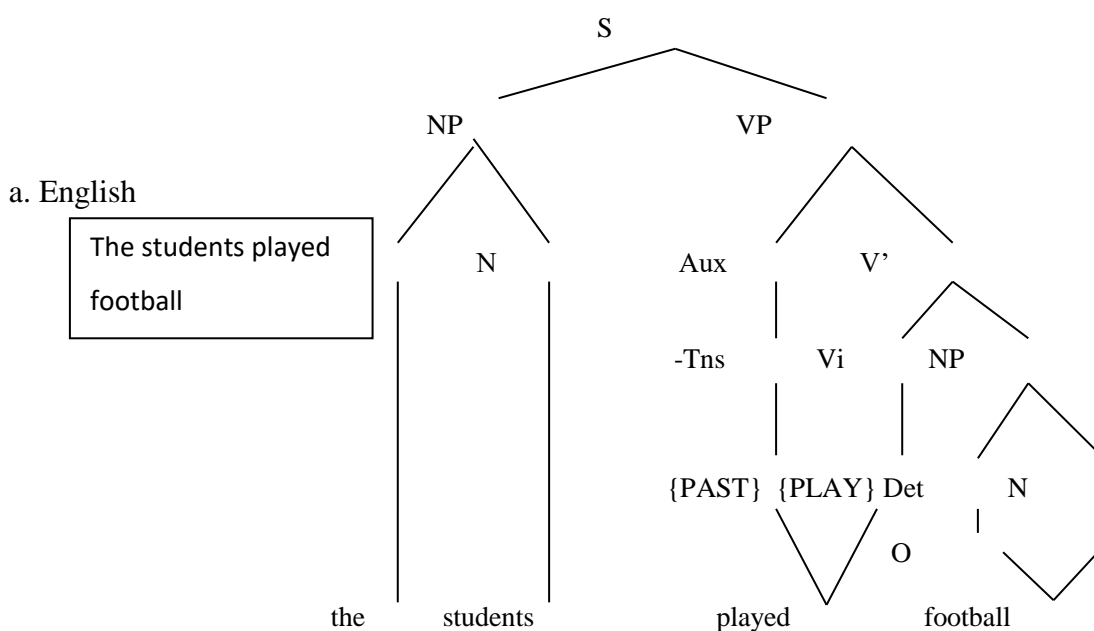 S
NP VP
a. English
The students played
football
N Aux V’
-Tns Vi NP
{PAST} {PLAY} Det N
O
the students played football